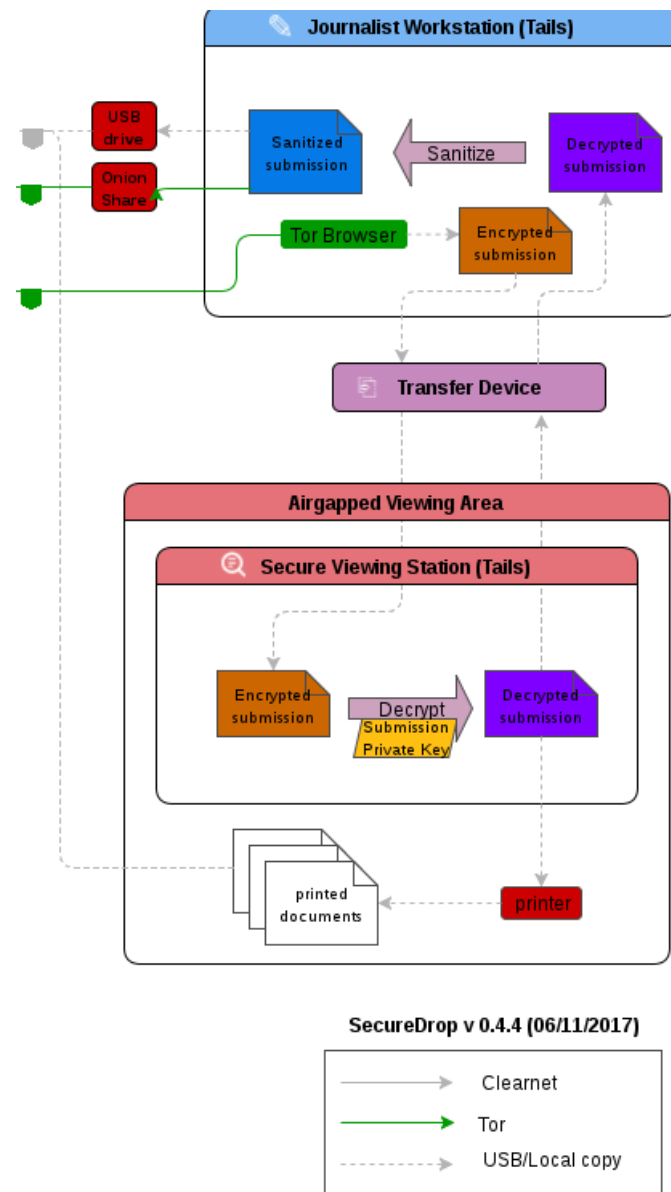 Journalist Workstation (Tails)
USB
drive
Sanitized
submission
Sanitize
Decrypted
submission
Onion
Share
Tor Browser
Encrypted
submission
Transfer Device
Airgapped Viewing Area
Secure Viewing Station (Tails)
Encrypted
submission
Decrypt
Submission
Private Key
Decrypted
submission
printed
documents
printer
SecureDrop v 0.4.4 (06/11/2017)
Clearnet
Tor
USB/Local copy